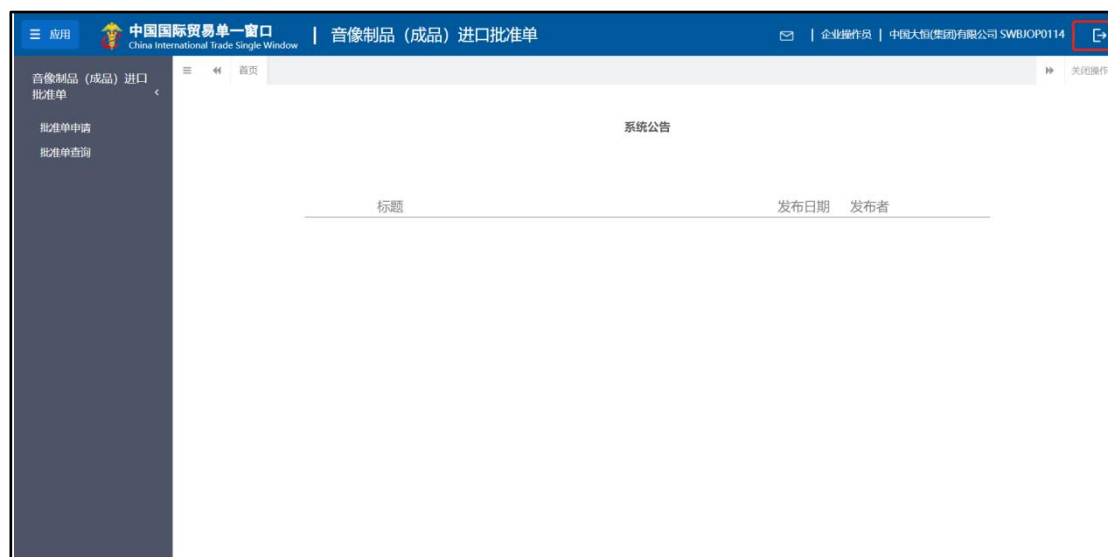 应用
中国国际贸易单一窗口
China International Trade Single Window
| 音像制品（成品）进口批准单
| 企业操作员 | 中国大恒(集团)有限公司 SWBJOP0114
音像制品（成品）进口
批准单
首页
关闭操作
批准单申请
批准单查询
系统公告
标题 发布日期 发布者